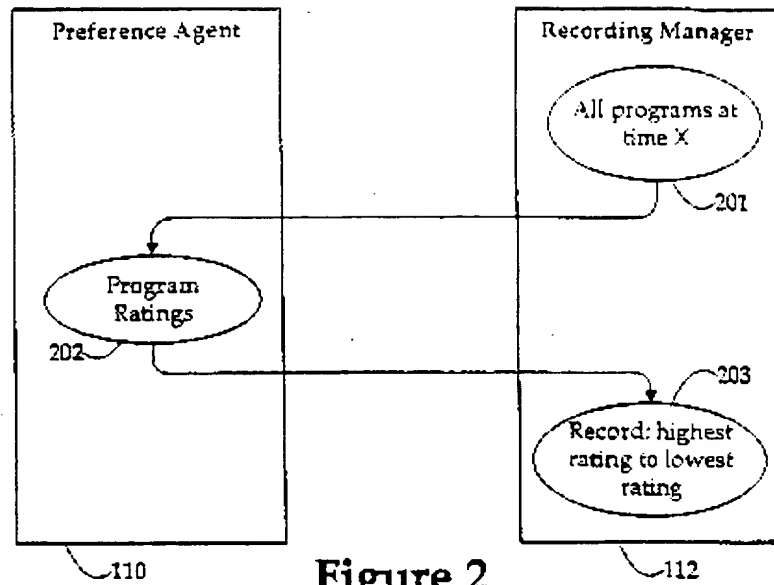 Preference Agent
Recording Manager
All programs at
time X
201
Program
Ratings
202
203
Record: highest
rating to lowest
rating
110
Figure 2
112